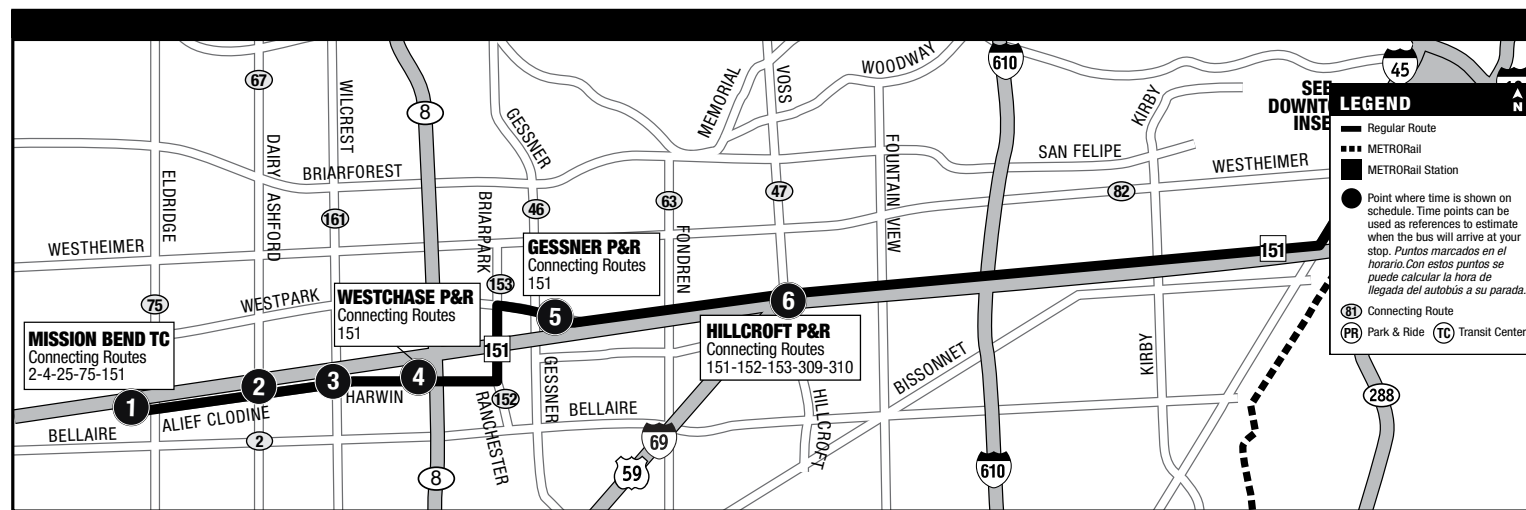 67
WILCREST
8
GESSNER
MEMORIAL
VOSS
WOODWAY
610
KIRBY
45
SEE
LEGEND
N
Regular Route
METRORail
METRORail Station
Point where time is shown on
schedule. Time points can be
used as references to estimate
when the bus will arrive at your
stop. Puntos marcados en el
horario.Con estos puntos se
puede calcular la hora de
llegada del autobús a su parada.
81 Connecting Route
PR Park & Ride TC Transit Center
ELDRIDGE
DAIRY ASHFORD
BRIARFOREST
161
BRIARPARK
46
63
47
FOUNTAIN VIEW
SAN FELIPE
82
WESTHEIMER
WESTHEIMER
GESSNER P&R
Connecting Routes
151
FONDREN
151
153
75
WESTPARK
WESTCHASE P&R
Connecting Routes
151
MISSION BEND TC
Connecting Routes
2-4-25-75-151
1
2
3
4
5
6
151
HILLCROFT P&R
Connecting Routes
151-152-153-309-310
BISSONNET
KIRBY
HARWIN
ALIEF CLODINE
BELLAIRE
2
RANCHESTER
152
GESSNER
BELLAIRE
HILLCROFT
69
59
8
610
288